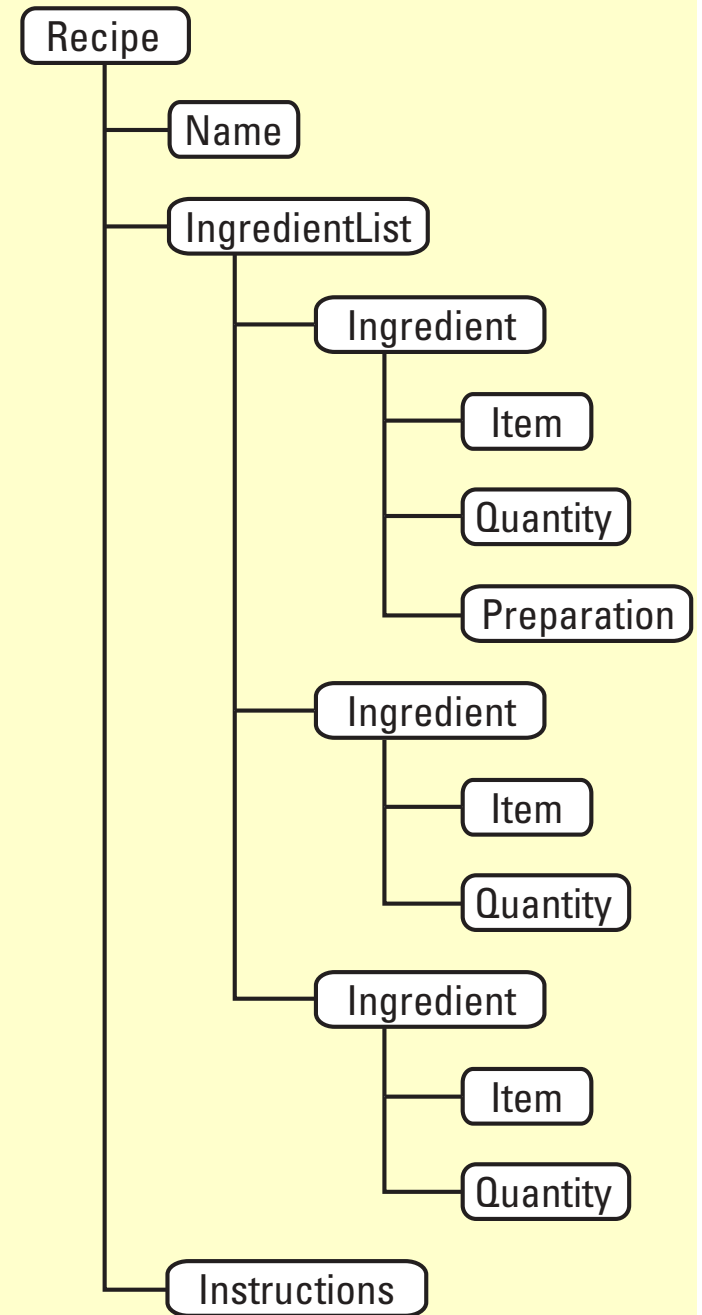 Recipe
Name
IngredientList
Ingredient
Item
Quantity
Preparation
Ingredient
Item
Quantity
Ingredient
Item
Quantity
Instructions